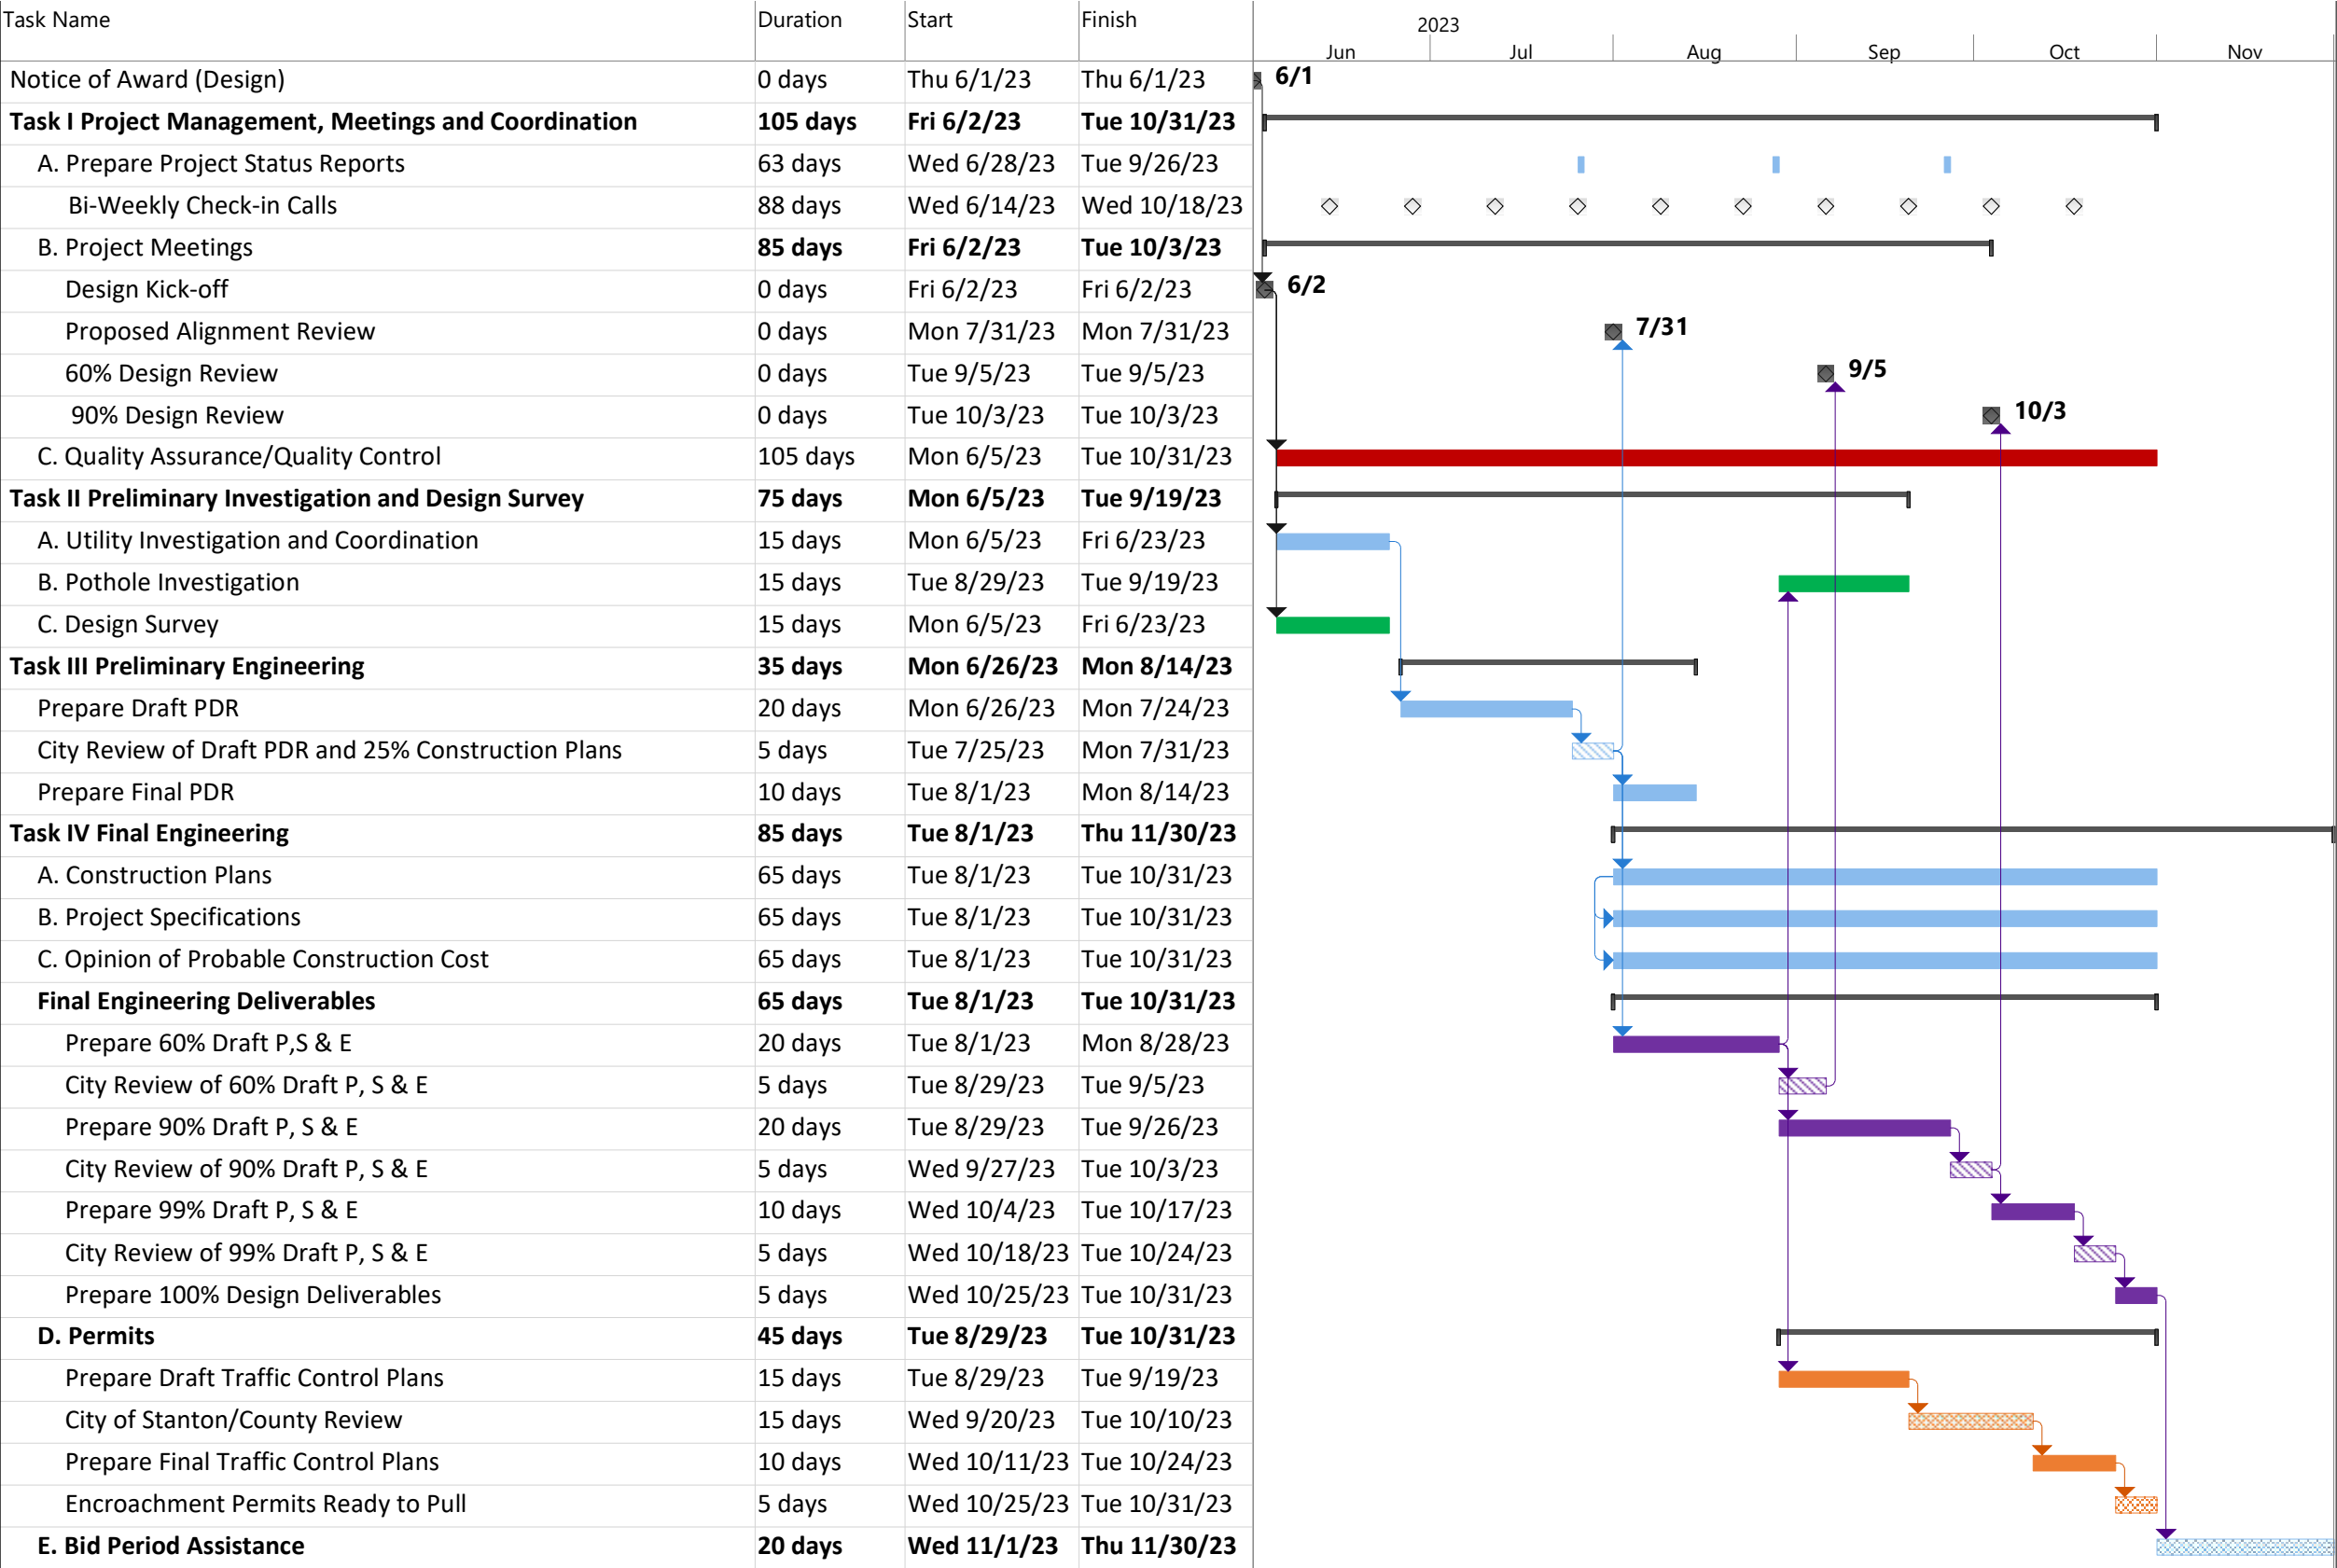 Task Name Duration Start Finish 2023
Jun Jul Aug Sep Oct Nov
Notice of Award (Design) 0 days Thu 6/1/23 Thu 6/1/23 6/1
Task I Project Management, Meetings and Coordination 105 days Fri 6/2/23 Tue 10/31/23
A. Prepare Project Status Reports 63 days Wed 6/28/23 Tue 9/26/23
Bi-Weekly Check-in Calls 88 days Wed 6/14/23 Wed 10/18/23
B. Project Meetings 85 days Fri 6/2/23 Tue 10/3/23
Design Kick-off 0 days Fri 6/2/23 Fri 6/2/23 6/2
Proposed Alignment Review 0 days Mon 7/31/23 Mon 7/31/23 7/31
60% Design Review 0 days Tue 9/5/23 Tue 9/5/23 9/5
90% Design Review 0 days Tue 10/3/23 Tue 10/3/23 10/3
C. Quality Assurance/Quality Control 105 days Mon 6/5/23 Tue 10/31/23
Task II Preliminary Investigation and Design Survey 75 days Mon 6/5/23 Tue 9/19/23
A. Utility Investigation and Coordination 15 days Mon 6/5/23 Fri 6/23/23
B. Pothole Investigation 15 days Tue 8/29/23 Tue 9/19/23
C. Design Survey 15 days Mon 6/5/23 Fri 6/23/23
Task III Preliminary Engineering 35 days Mon 6/26/23 Mon 8/14/23
Prepare Draft PDR 20 days Mon 6/26/23 Mon 7/24/23
City Review of Draft PDR and 25% Construction Plans 5 days Tue 7/25/23 Mon 7/31/23
Prepare Final PDR 10 days Tue 8/1/23 Mon 8/14/23
Task IV Final Engineering 85 days Tue 8/1/23 Thu 11/30/23
A. Construction Plans 65 days Tue 8/1/23 Tue 10/31/23
B. Project Specifications 65 days Tue 8/1/23 Tue 10/31/23
C. Opinion of Probable Construction Cost 65 days Tue 8/1/23 Tue 10/31/23
Final Engineering Deliverables 65 days Tue 8/1/23 Tue 10/31/23
Prepare 60% Draft P,S & E 20 days Tue 8/1/23 Mon 8/28/23
City Review of 60% Draft P, S & E 5 days Tue 8/29/23 Tue 9/5/23
Prepare 90% Draft P, S & E 20 days Tue 8/29/23 Tue 9/26/23
City Review of 90% Draft P, S & E 5 days Wed 9/27/23 Tue 10/3/23
Prepare 99% Draft P, S & E 10 days Wed 10/4/23 Tue 10/17/23
City Review of 99% Draft P, S & E 5 days Wed 10/18/23 Tue 10/24/23
Prepare 100% Design Deliverables 5 days Wed 10/25/23 Tue 10/31/23
D. Permits 45 days Tue 8/29/23 Tue 10/31/23
Prepare Draft Traffic Control Plans 15 days Tue 8/29/23 Tue 9/19/23
City of Stanton/County Review 15 days Wed 9/20/23 Tue 10/10/23
Prepare Final Traffic Control Plans 10 days Wed 10/11/23 Tue 10/24/23
Encroachment Permits Ready to Pull 5 days Wed 10/25/23 Tue 10/31/23
E. Bid Period Assistance 20 days Wed 11/1/23 Thu 11/30/23